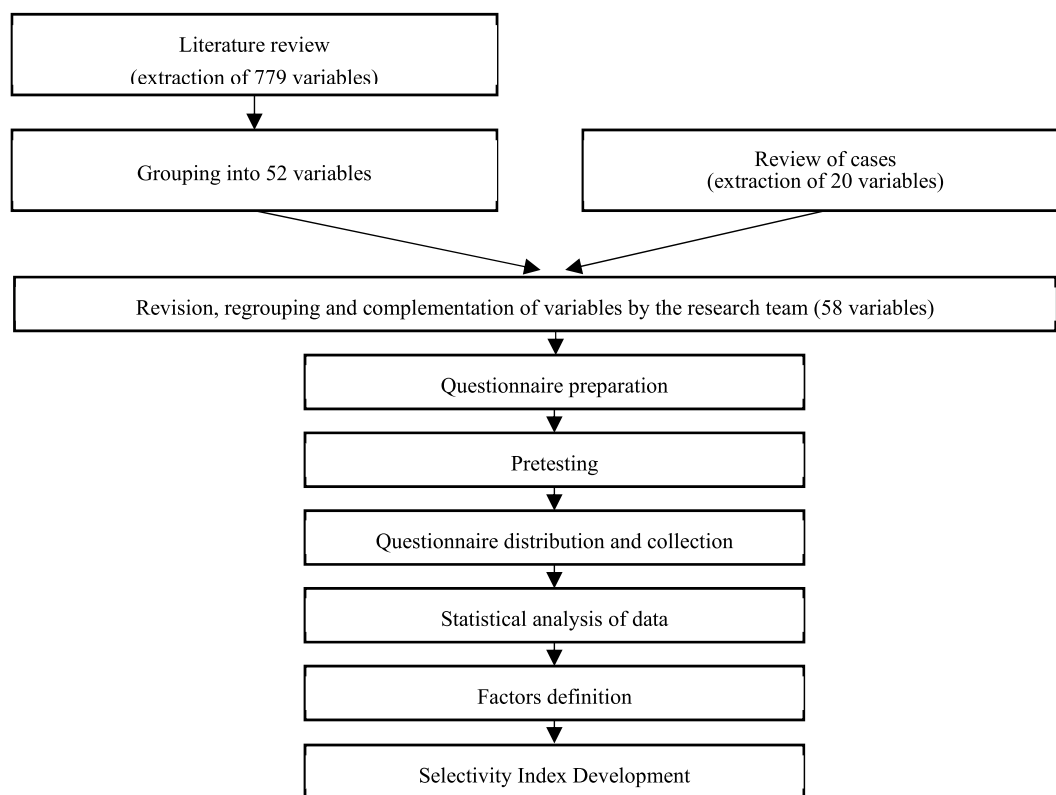 Literature review
(extraction of 779 variables)
Grouping into 52 variables
Review of cases
(extraction of 20 variables)
Revision, regrouping and complementation of variables by the research team (58 variables)
Questionnaire preparation
Pretesting
Questionnaire distribution and collection
Statistical analysis of data
Factors definition
Selectivity Index Development